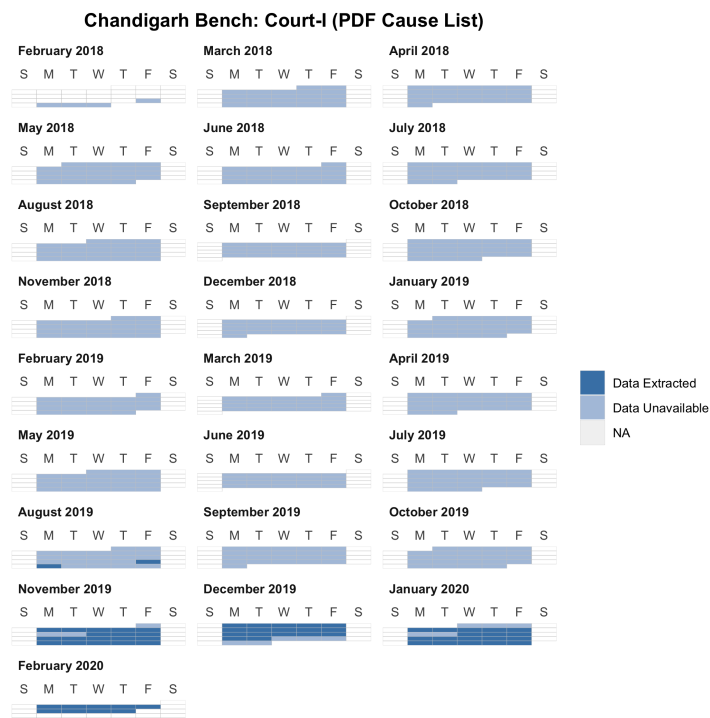 Chandigarh Bench: Court-I (PDF Cause List)
February 2018 March 2018 April 2018
S M T W T F S S M T W T F S S M T W T F S
May 2018 June 2018 July 2018
S M T W T F S S M T W T F S S M T W T F S
August 2018 September 2018 October 2018
S M T W T F S S M T W T F S S M T W T F S
November 2018 December 2018 January 2019
S M T W T F S S M T W T F S S M T W T F S
February 2019 March 2019 April 2019
S M T W T F S S M T W T F S S M T W T F S
Data Extracted
Data Unavailable
NA
May 2019 June 2019 July 2019
S M T W T F S S M T W T F S S M T W T F S
August 2019 September 2019 October 2019
S M T W T F S S M T W T F S S M T W T F S
November 2019 December 2019 January 2020
S M T W T F S S M T W T F S S M T W T F S
February 2020
S M T W T F S